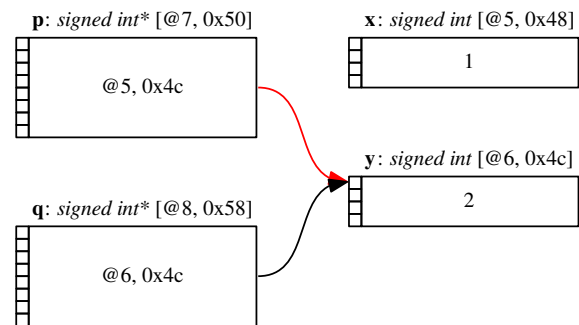 p: signed int* [@7, 0x50]
@5, 0x4c
x: signed int [@5, 0x48]
1
y: signed int [@6, 0x4c]
2
q: signed int* [@8, 0x58]
@6, 0x4c